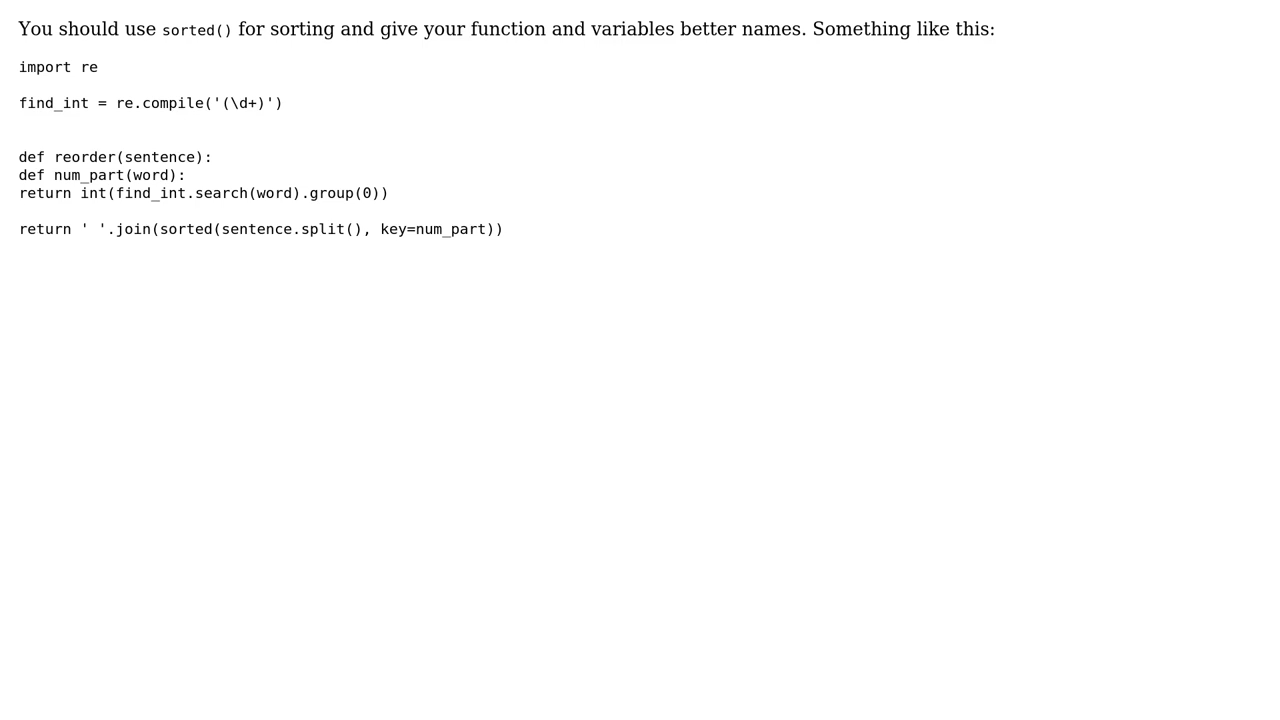 You should use sorted() for sorting and give your function and variables better names. Something like this:
import re
find_int = re.compile('(\d+)')
def reorder(sentence):
def num_part(word):
return int(find_int.search(word).group(0))
return ' '.join(sorted(sentence.split(), key=num_part))